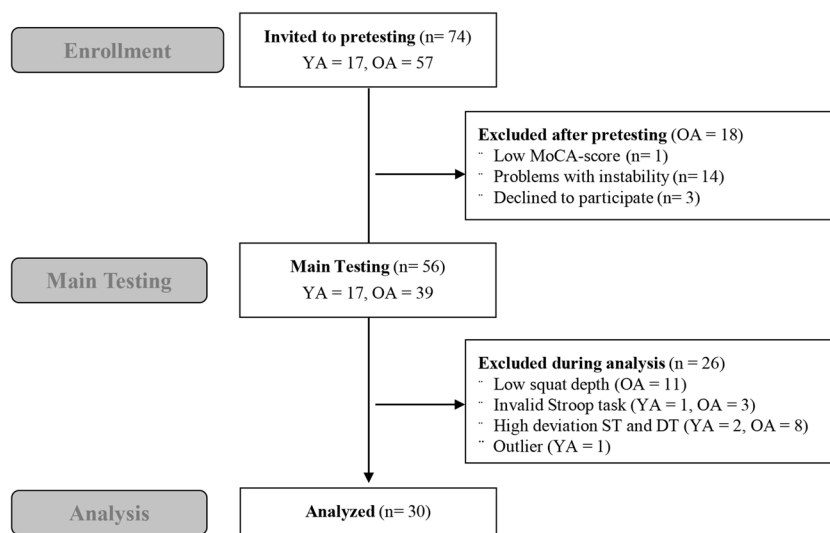 Enrollment
Invited to pretesting (n= 74)
YA = 17, OA = 57
Excluded after pretesting (OA = 18)
¨ Low MoCA-score (n= 1)
¨ Problems with instability (n= 14)
¨ Declined to participate (n= 3)
Main Testing
Main Testing (n= 56)
YA = 17, OA = 39
Excluded during analysis (n = 26)
¨ Low squat depth (OA = 11)
¨ Invalid Stroop task (YA = 1, OA = 3)
¨ High deviation ST and DT (YA = 2, OA = 8)
¨ Outlier (YA = 1)
Analysis
Analyzed (n= 30)